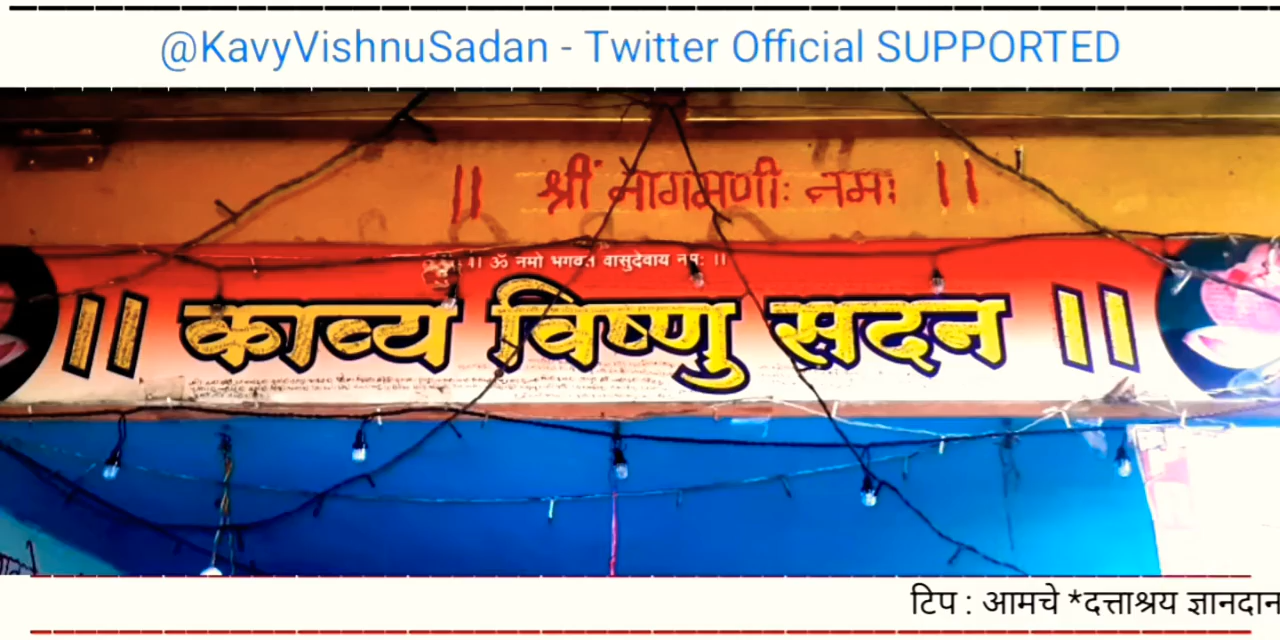 @KavyVishnuSadan - Twitter Official SUPPORTED
|| श्रीं नागमणीः नमः ||
|| ॐ नमो भगवते वासुदेवाय नमः ||
|| काव्य विष्णु सदन ||
टिप : आमचे *दत्ताश्रय ज्ञानदान